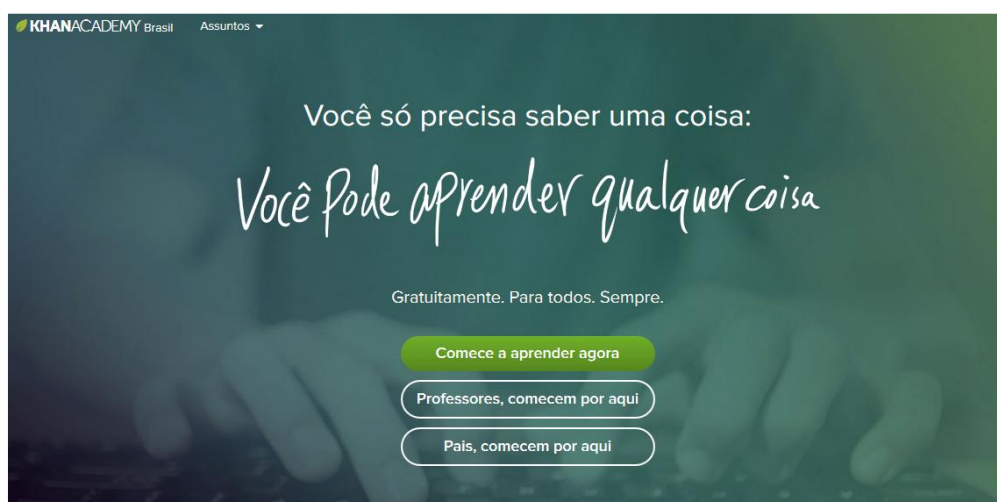 KHANACADEMY Brasil Assuntos
Você só precisa saber uma coisa:
Você Pode aprender qualquer coisa
Gratuitamente. Para todos. Sempre.
Comece a aprender agora
Professores, comecem por aqui
Pais, comecem por aqui